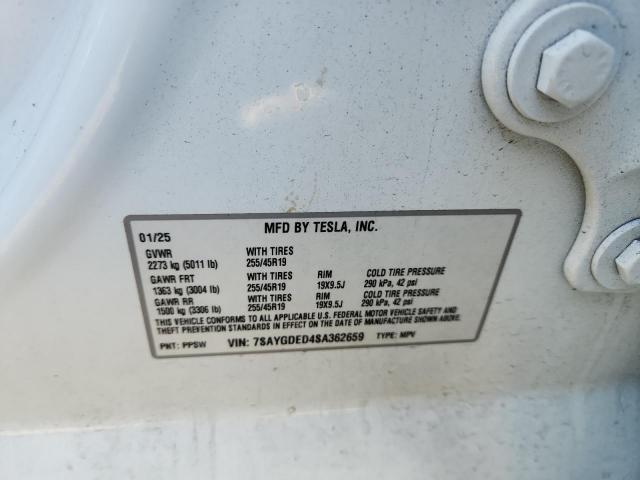 MFD BY TESLA, INC.
01/25
GVWR WITH TIRES
2273 kg (5011 lb) 255/45R19
GAWR FRT WITH TIRES RIM COLD TIRE PRESSURE
1363 kg (3004 lb) 255/45R19 19X9.5J 290 kPa, 42 psi
GAWR RR WITH TIRES RIM COLD TIRE PRESSURE
1500 kg (3306 lb) 255/45R19 19X9.5J 290 kPa, 42 psi
THIS VEHICLE CONFORMS TO ALL APPLICABLE U.S. FEDERAL MOTOR VEHICLE SAFETY AND
THEFT PREVENTION STANDARDS IN EFFECT ON THE DATE OF MANUFACTURE SHOWN ABOVE.
PNT: PPSW VIN: 7SAYGDED4SA362659 TYPE: MPV